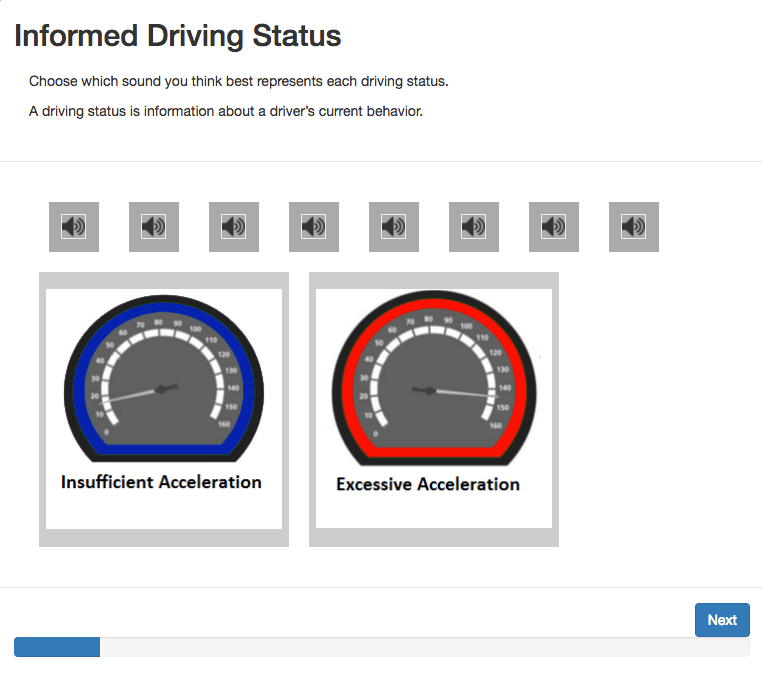 Informed Driving Status
Choose which sound you think best represents each driving status.
A driving status is information about a driver's current behavior.
0 10 20 30 40 50 60 70 80 90 100 110 120 130 140 150 160
Insufficient Acceleration
0 10 20 30 40 50 60 70 80 90 100 110 120 130 140 150 160
Excessive Acceleration
Next